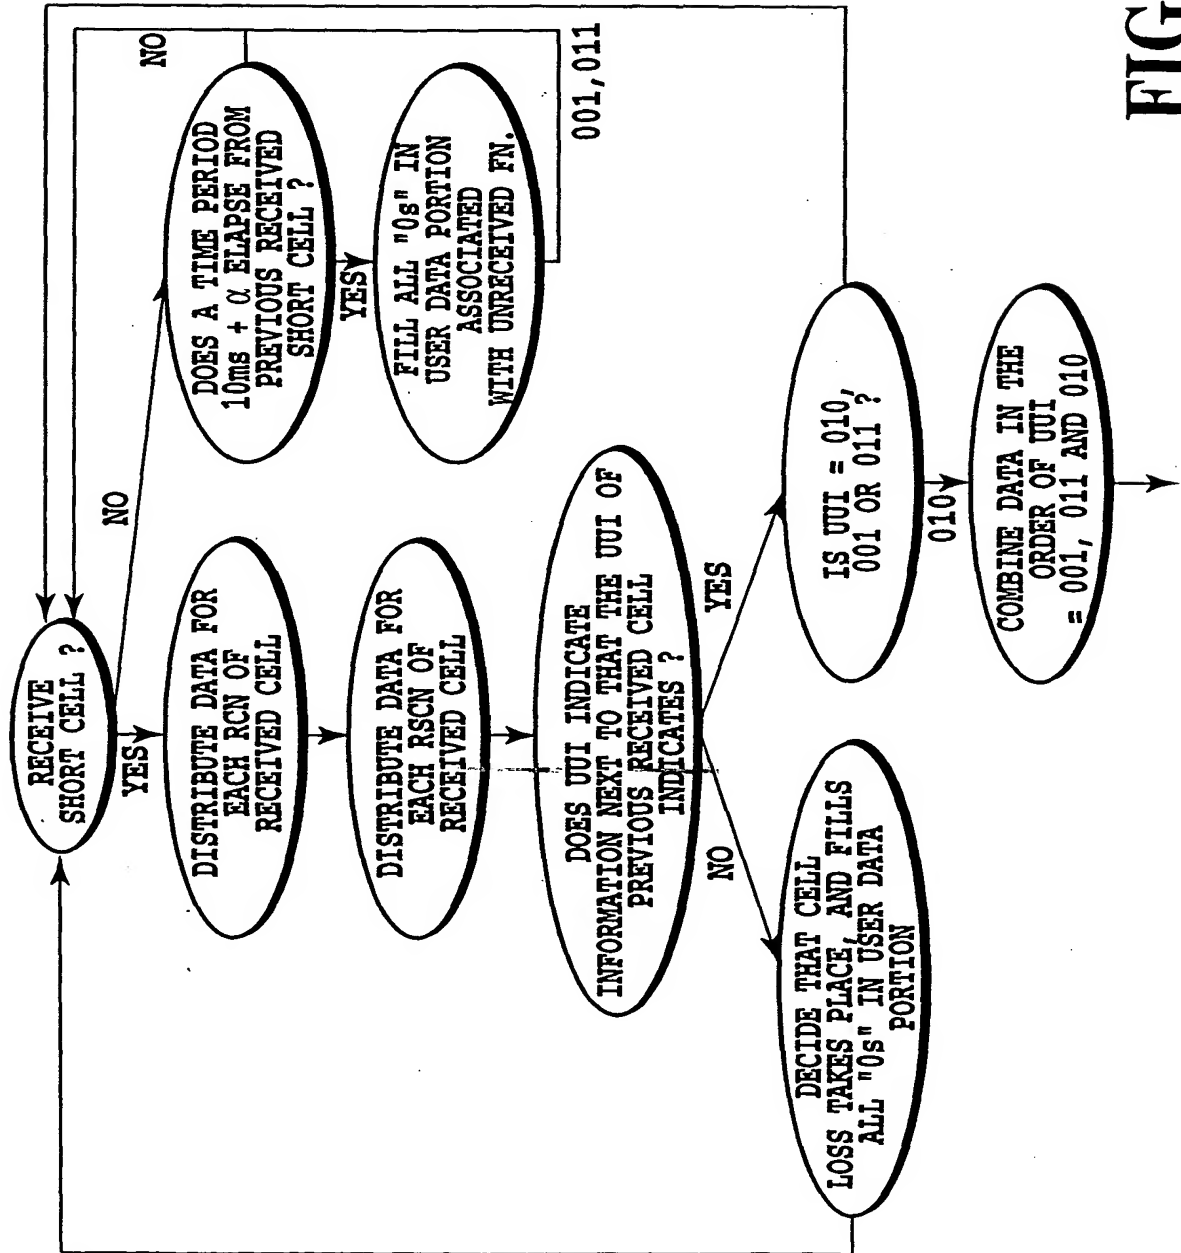 RECEIVE
SHORT CELL ?
NO
YES
DOES A TIME PERIOD
10ms + α ELAPSE FROM
PREVIOUS RECEIVED
SHORT CELL ?
NO
YES
FILL ALL "0s" IN
USER DATA PORTION
ASSOCIATED
WITH UNRECEIVED FN.
DISTRIBUTE DATA FOR
EACH RCN OF
RECEIVED CELL
DISTRIBUTE DATA FOR
EACH RSCN OF
RECEIVED CELL
DOES UUI INDICATE
INFORMATION NEXT TO THAT THE UUI OF
PREVIOUS RECEIVED CELL
INDICATES ?
NO
YES
DECIDE THAT CELL
LOSS TAKES PLACE, AND FILLS
ALL "0s" IN USER DATA
PORTION
IS UUI = 010,
001 OR 011 ?
001,011
010
COMBINE DATA IN THE
ORDER OF UUI
= 001, 011 AND 010
FIG